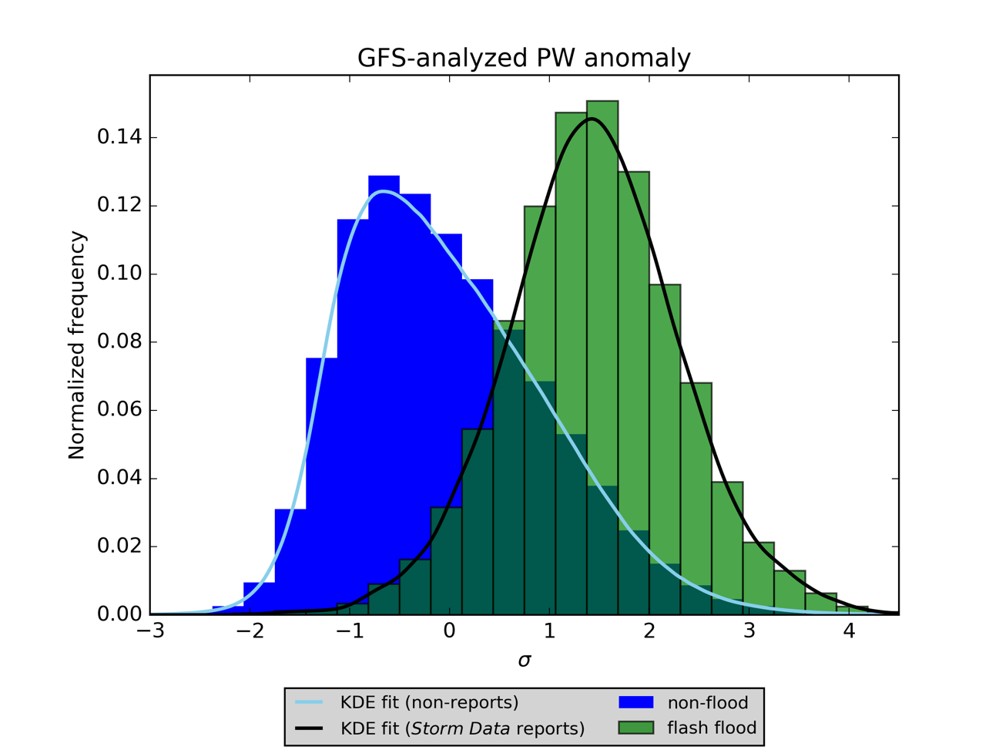 GFS-analyzed PW anomaly
Normalized frequency
0.14
0.12
0.10
0.08
0.06
0.04
0.02
0.00
−3 −2 −1 0 1 2 3 4
σ
KDE fit (non-reports) non-flood
KDE fit (Storm Data reports) flash flood